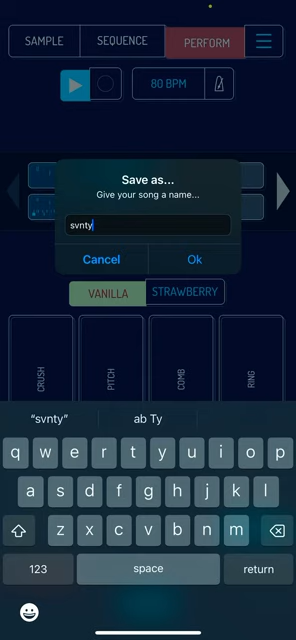 SAMPLE
SEQUENCE
PERFORM
80 BPM
Save as...
Give your song a name...
svnty
Cancel
Ok
VANILLA
STRAWBERRY
CRUSH
PITCH
COMB
RING
“svnty”
ab Ty
q w e r t y u i o p
a s d f g h j k l
z x c v b n m
123
space
return